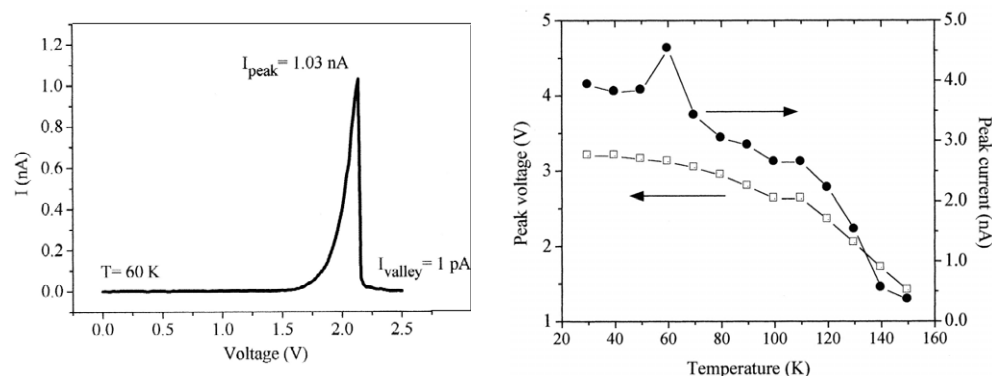 1.2
1.0
0.8
0.6
0.4
0.2
0.0
I (nA)
I_peak= 1.03 nA
I_valley= 1 pA
T= 60 K
0.0 0.5 1.0 1.5 2.0 2.5
Voltage (V)
5
4
3
2
1
Peak voltage (V)
5.0
4.0
3.0
2.0
1.0
0.0
Peak current (nA)
20 40 60 80 100 120 140 160
Temperature (K)